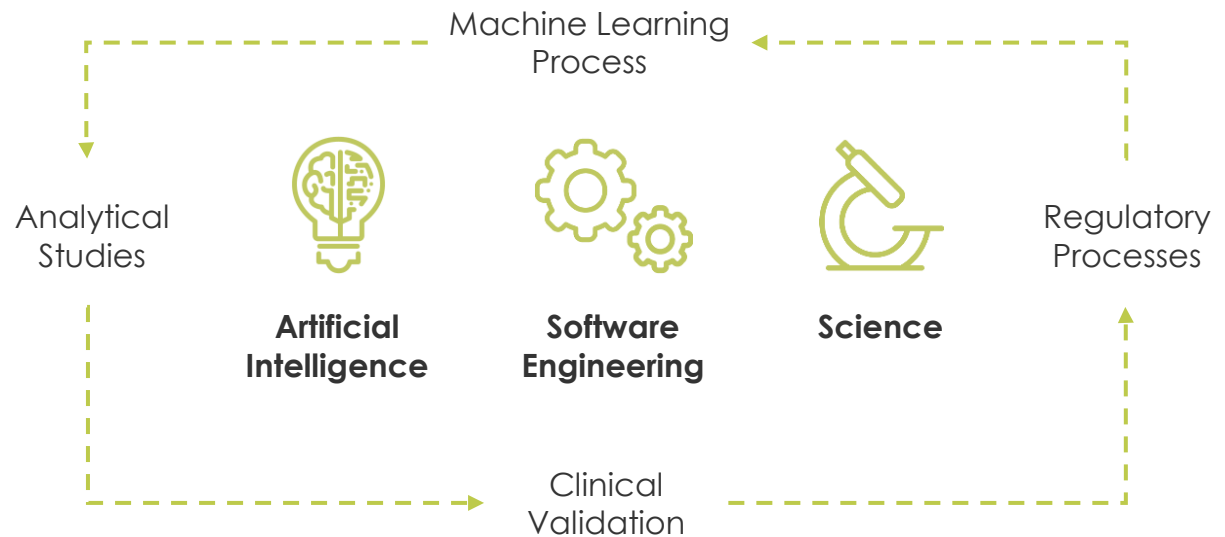 Machine Learning
Process
Analytical
Studies
Regulatory
Processes
Artificial
Intelligence
Software
Engineering
Science
Clinical
Validation